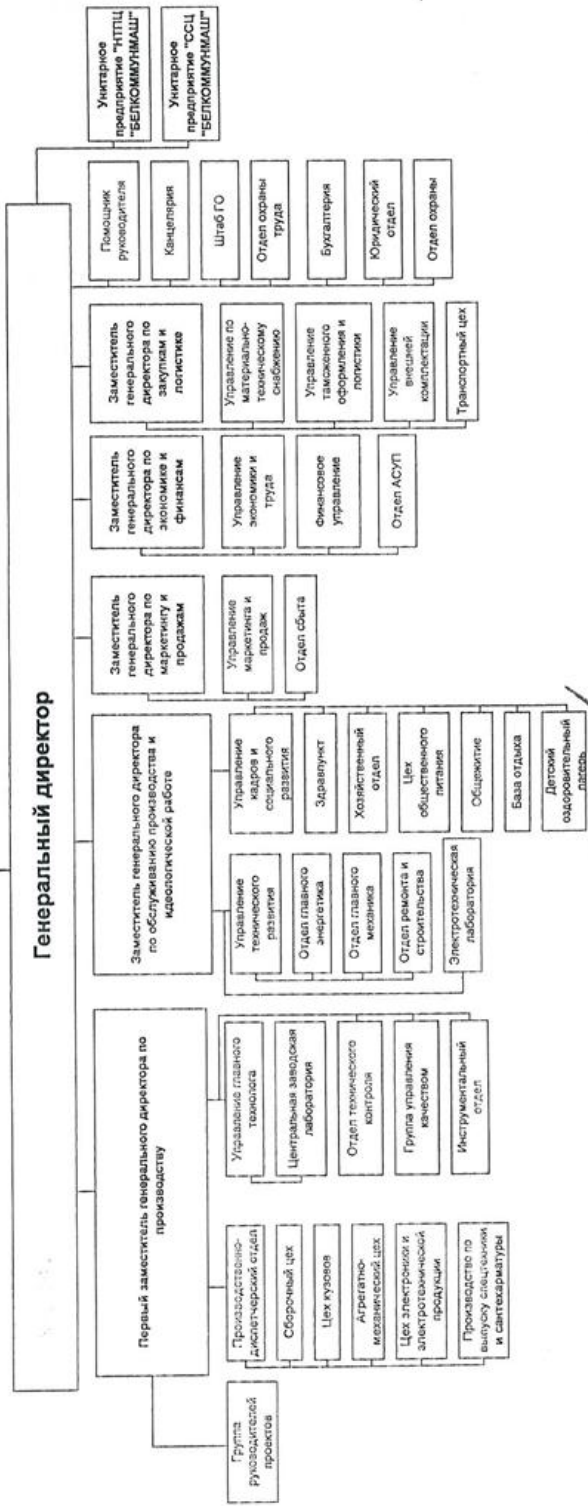 Генеральный директор
Первый заместитель генерального директора по
производству
Группа
руководителей
проектов
Производственно-
диспетчерский отдел
Сборочный цех
Цех кузовов
Агрегатно-
механический цех
Цех электроники и
электротехнической
продукции
Производство по
выпуску спецтехники
и сантехарматуры
Управление главного
технолога
Центральная заводская
лаборатория
Отдел технического
контроля
Группа управления
качеством
Инструментальный
отдел
Заместитель генерального директора
по обслуживанию производства и
идеологической работе
Управление
технического
развития
Отдел главного
энергетика
Отдел главного
механика
Отдел ремонта и
строительства
Электротехническая
лаборатория
Управление
кадров и
социального
развития
Здравпункт
Хозяйственный
отдел
Цех
общественного
питания
Общежитие
База отдыха
Детский
оздоровительный
лагерь
Заместитель
генерального
директора по
маркетингу и
продажам
Управление
маркетинга и
продаж
Отдел сбыта
Заместитель
генерального
директора по
экономике и
финансам
Управление
экономики и
труда
Финансовое
управление
Отдел АСУП
Заместитель
генерального
директора по
закупкам и
логистике
Управление по
материально-
техническому
снабжению
Управление
таможенного
оформления и
логистики
Управление
внешней
комплектации
Транспортный цех
Помощник
руководителя
Канцелярия
Штаб ГО
Отдел охраны
труда
Бухгалтерия
Юридический
отдел
Отдел охраны
Унитарное
предприятие "НТПЦ
"БЕЛКОММУНМАШ"
Унитарное
предприятие "ССЦ
"БЕЛКОММУНМАШ"